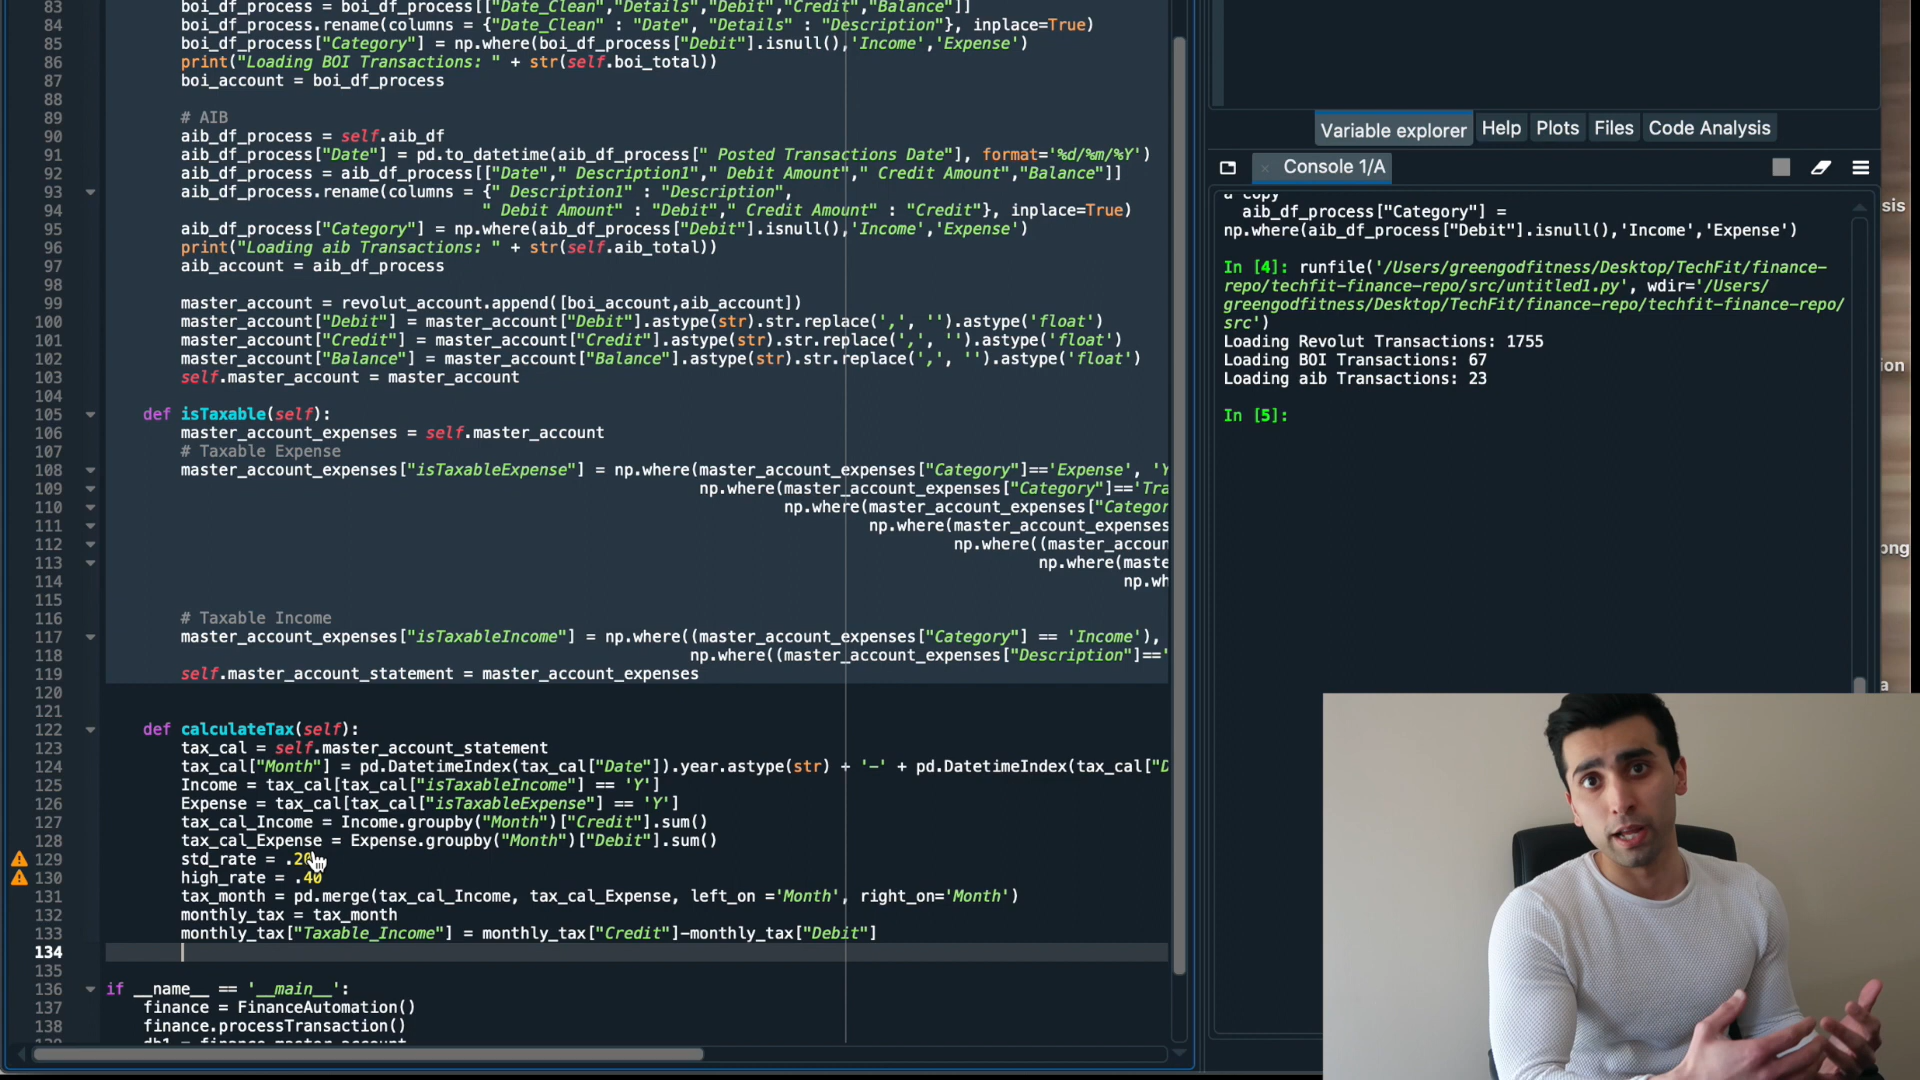 83 boi_df_process = boi_df_process[["Date_Clean","Details","Debit","Credit","Balance"]]
84 boi_df_process.rename(columns = {"Date_Clean" : "Date", "Details" : "Description"}, inplace=True)
85 boi_df_process["Category"] = np.where(boi_df_process["Debit"].isnull(),'Income','Expense')
86 print("Loading BOI Transactions: " + str(self.boi_total))
87 boi_account = boi_df_process
88
89 # AIB
90 aib_df_process = self.aib_df
91 aib_df_process["Date"] = pd.to_datetime(aib_df_process[" Posted Transactions Date"], format='%d/%m/%Y')
92 aib_df_process = aib_df_process[["Date"," Description1"," Debit Amount"," Credit Amount","Balance"]]
93 aib_df_process.rename(columns = {" Description1" : "Description",
94 " Debit Amount" : "Debit"," Credit Amount" : "Credit"}, inplace=True)
95 aib_df_process["Category"] = np.where(aib_df_process["Debit"].isnull(),'Income','Expense')
96 print("Loading aib Transactions: " + str(self.aib_total))
97 aib_account = aib_df_process
98
99 master_account = revolut_account.append([boi_account,aib_account])
100 master_account["Debit"] = master_account["Debit"].astype(str).str.replace(',', '').astype('float')
101 master_account["Credit"] = master_account["Credit"].astype(str).str.replace(',', '').astype('float')
102 master_account["Balance"] = master_account["Balance"].astype(str).str.replace(',', '').astype('float')
103 self.master_account = master_account
104
105 def isTaxable(self):
106 master_account_expenses = self.master_account
107 # Taxable Expense
108 master_account_expenses["isTaxableExpense"] = np.where(master_account_expenses["Category"]=='Expense', 'Y
109 np.where(master_account_expenses["Category"]=='Tra
110 np.where(master_account_expenses["Categor
111 np.where(master_account_expenses
112 np.where((master_accoun
113 np.where(maste
114 np.wh
115
116 # Taxable Income
117 master_account_expenses["isTaxableIncome"] = np.where((master_account_expenses["Category"] == 'Income'),
118 np.where((master_account_expenses["Description"]=='
119 self.master_account_statement = master_account_expenses
120
121
122 def calculateTax(self):
123 tax_cal = self.master_account_statement
124 tax_cal["Month"] = pd.DatetimeIndex(tax_cal["Date"]).year.astype(str) + '-' + pd.DatetimeIndex(tax_cal["D
125 Income = tax_cal[tax_cal["isTaxableIncome"] == 'Y']
126 Expense = tax_cal[tax_cal["isTaxableExpense"] == 'Y']
127 tax_cal_Income = Income.groupby("Month")["Credit"].sum()
128 tax_cal_Expense = Expense.groupby("Month")["Debit"].sum()
129 std_rate = .20
130 high_rate = .40
131 tax_month = pd.merge(tax_cal_Income, tax_cal_Expense, left_on ='Month', right_on='Month')
132 monthly_tax = tax_month
133 monthly_tax["Taxable_Income"] = monthly_tax["Credit"]-monthly_tax["Debit"]
134
135
136 if __name__ == '__main__':
137 finance = FinanceAutomation()
138 finance.processTransaction()
Variable explorer Help Plots Files Code Analysis
Console 1/A
a copy
aib_df_process["Category"] =
np.where(aib_df_process["Debit"].isnull(),'Income','Expense')
In [4]: runfile('/Users/greengodfitness/Desktop/TechFit/finance-
repo/techfit-finance-repo/src/untitled1.py', wdir='/Users/
greengodfitness/Desktop/TechFit/finance-repo/techfit-finance-repo/
src')
Loading Revolut Transactions: 1755
Loading BOI Transactions: 67
Loading aib Transactions: 23
In [5]:
sis
ion
ong
a